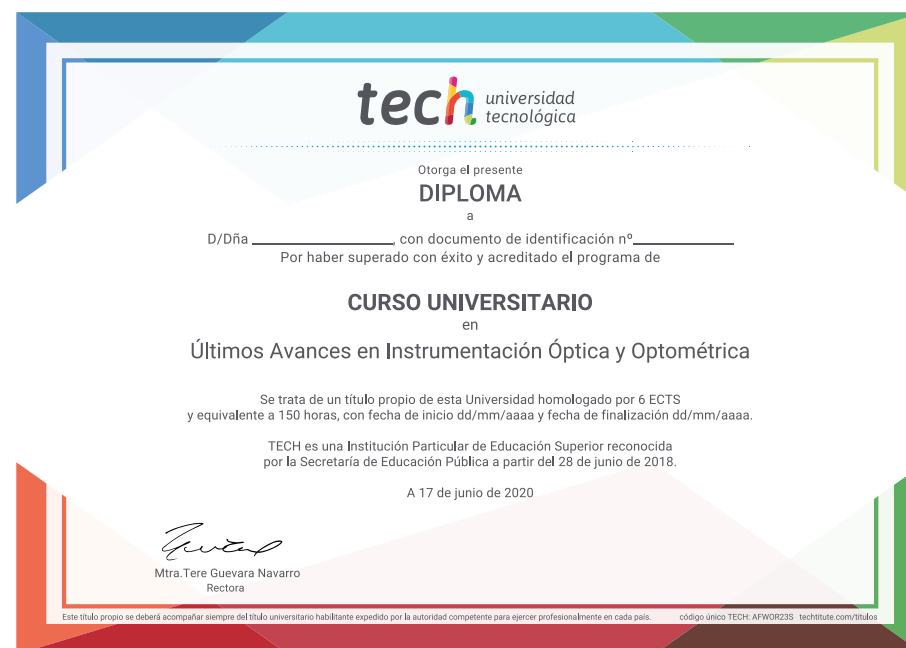 tech universidad
tecnológica
Otorga el presente
DIPLOMA
a
D/Dña ____________________, con documento de identificación nº______________
Por haber superado con éxito y acreditado el programa de
CURSO UNIVERSITARIO
en
Últimos Avances en Instrumentación Óptica y Optométrica
Se trata de un título propio de esta Universidad homologado por 6 ECTS
y equivalente a 150 horas, con fecha de inicio dd/mm/aaaa y fecha de finalización dd/mm/aaaa.
TECH es una Institución Particular de Educación Superior reconocida
por la Secretaría de Educación Pública a partir del 28 de junio de 2018.
A 17 de junio de 2020
Mtra.Tere Guevara Navarro
Rectora
Este título propio se deberá acompañar siempre del título universitario habilitante expedido por la autoridad competente para ejercer profesionalmente en cada país. código único TECH: AFWOR23S techtitute.com/titulos